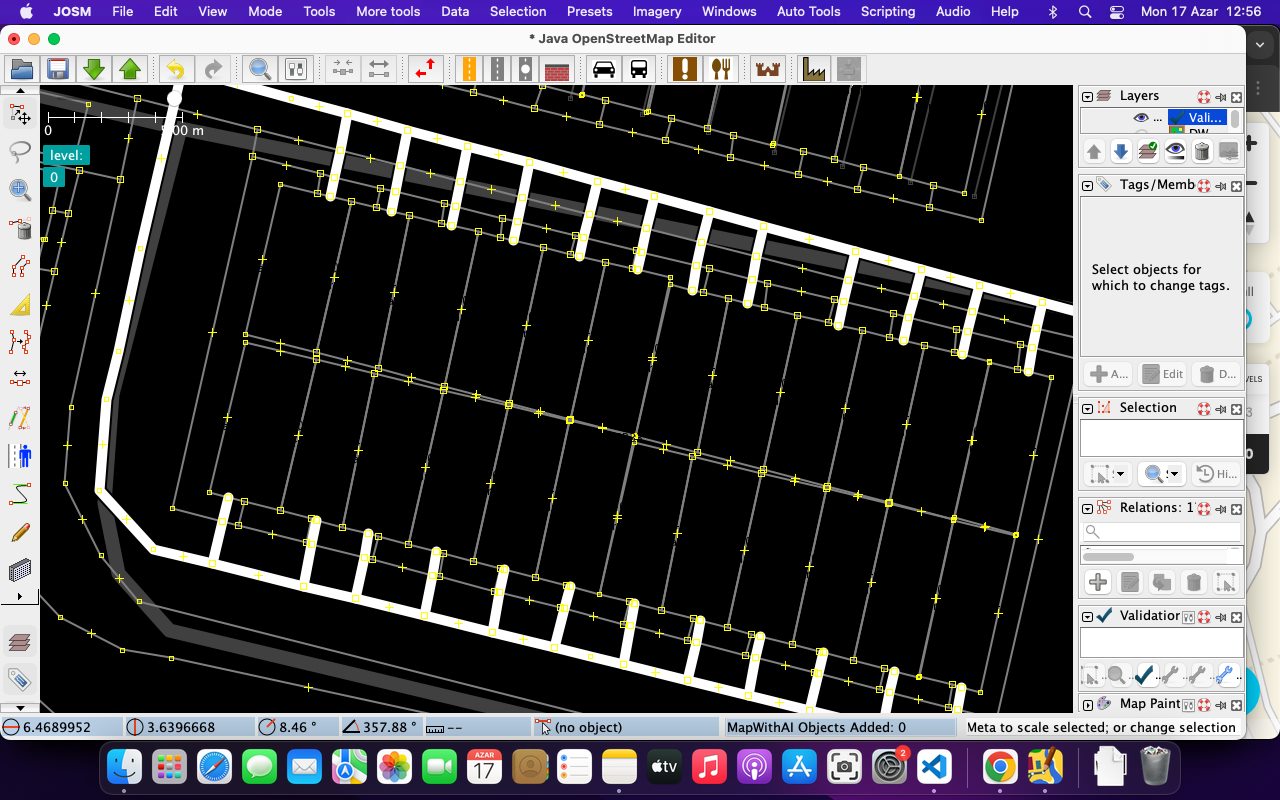 JOSM File Edit View Mode Tools More tools Data Selection Presets Imagery Windows Auto Tools Scripting Audio Help Mon 17 Azar 12:56
* Java OpenStreetMap Editor
Layers
... Vali...
0
level:
0
Tags/Memb
Select objects for
which to change tags.
A... Edit D...
Selection
Hi...
Relations: 1
Validation
Map Paint
6.4689952 3.6396668 8.46 ° 357.88 ° -- (no object) MapWithAI Objects Added: 0 Meta to scale selected; or change selection
2
AZAR
17
tv